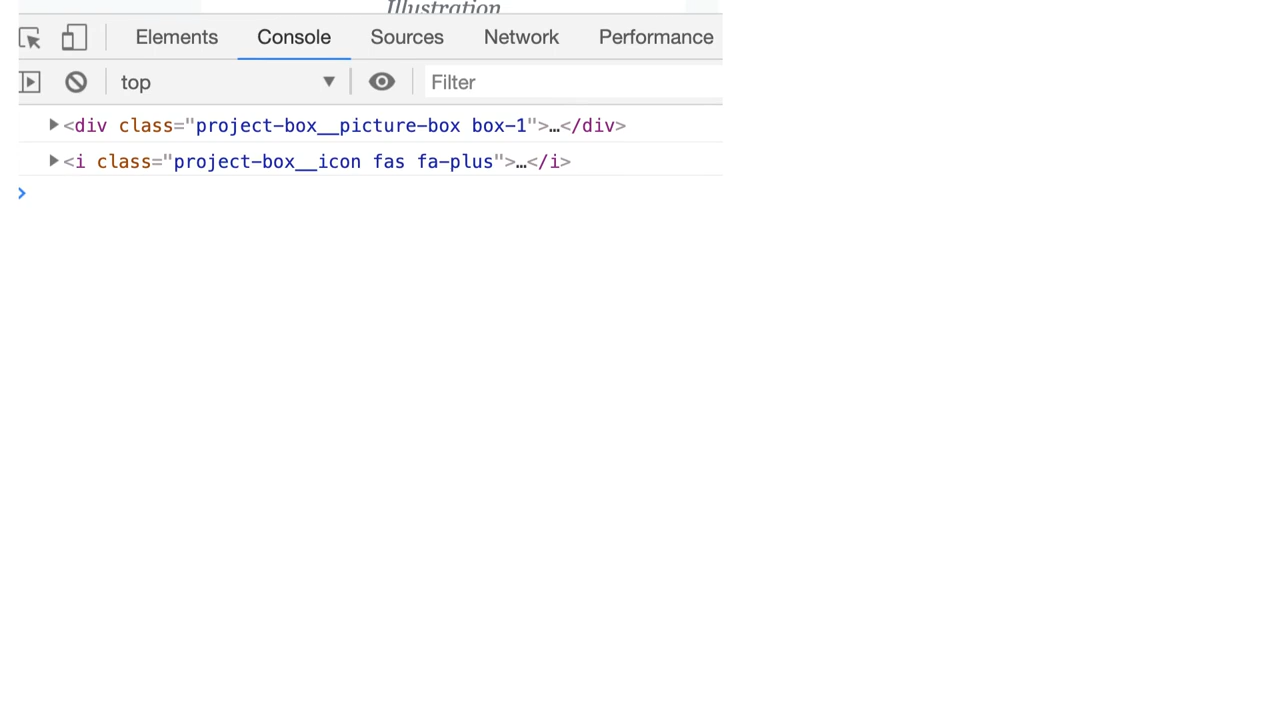 Illustration
Elements Console Sources Network Performance
top ▼ Filter
▶<div class="project-box__picture-box box-1">…</div>
▶<i class="project-box__icon fas fa-plus">…</i>
>